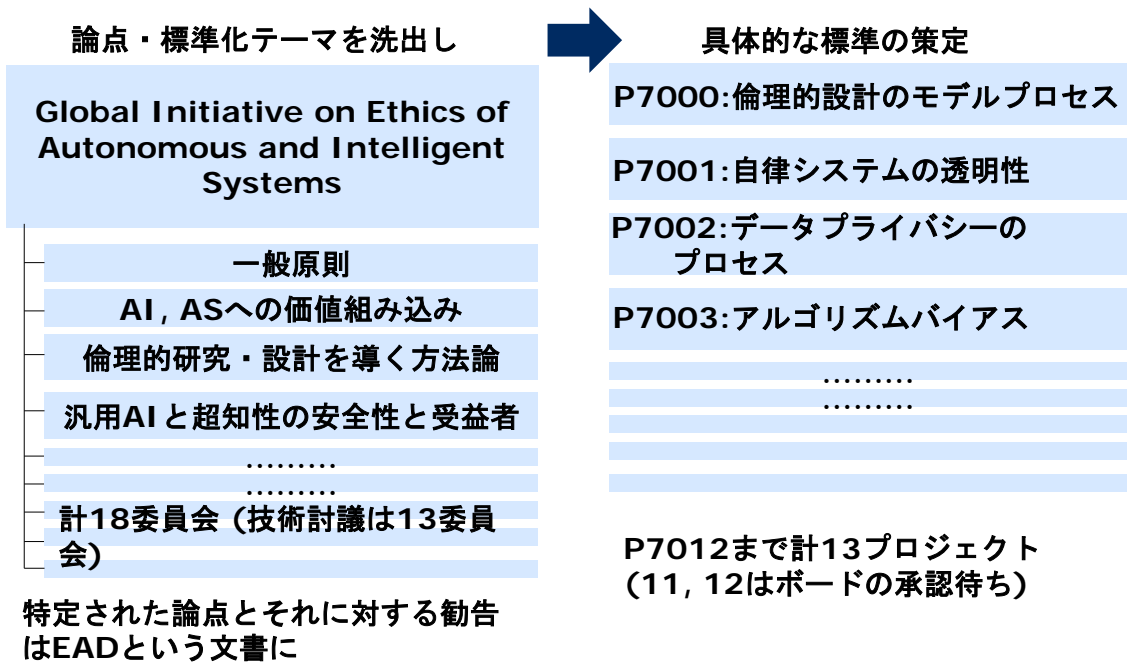 論点・標準化テーマを洗出し
Global Initiative on Ethics of
Autonomous and Intelligent
Systems
一般原則
AI, ASへの価値組み込み
倫理的研究・設計を導く方法論
汎用AIと超知性の安全性と受益者
………
………
計18委員会 (技術討議は13委員
会)
特定された論点とそれに対する勧告
はEADという文書に
具体的な標準の策定
P7000:倫理的設計のモデルプロセス
P7001:自律システムの透明性
P7002:データプライバシーの
プロセス
P7003:アルゴリズムバイアス
………
………
P7012まで計13プロジェクト
(11, 12はボードの承認待ち)